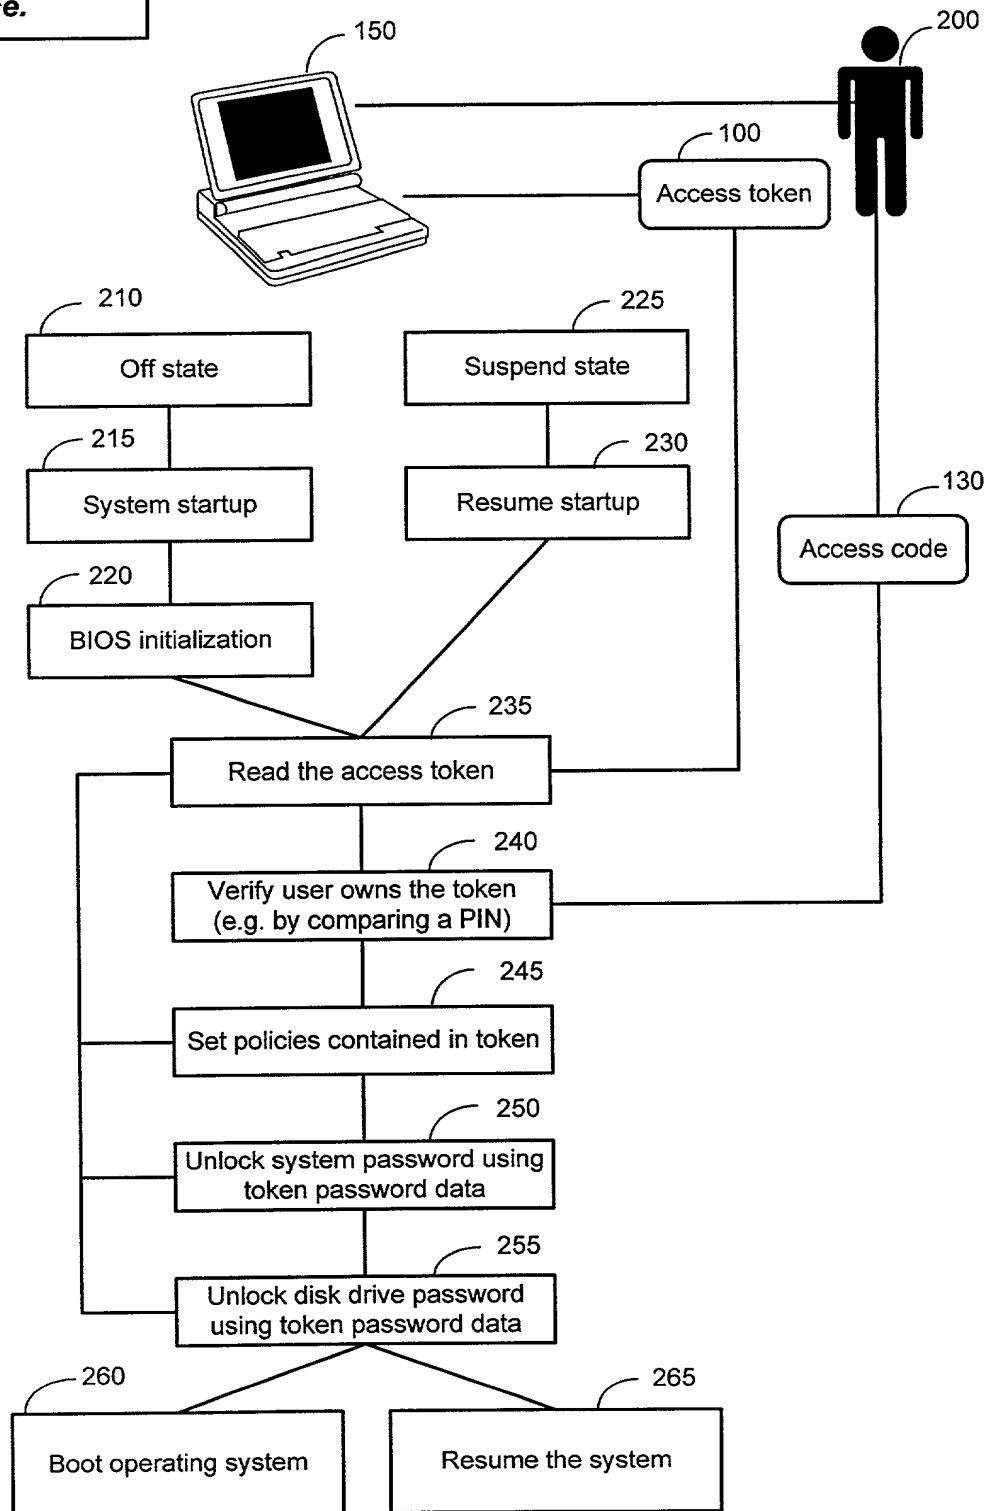 150
200
100
Access token
210
225
Off state
Suspend state
215
230
System startup
Resume startup
130
Access code
220
BIOS initialization
235
Read the access token
240
Verify user owns the token
(e.g. by comparing a PIN)
245
Set policies contained in token
250
Unlock system password using
token password data
255
Unlock disk drive password
using token password data
260
265
Boot operating system
Resume the system